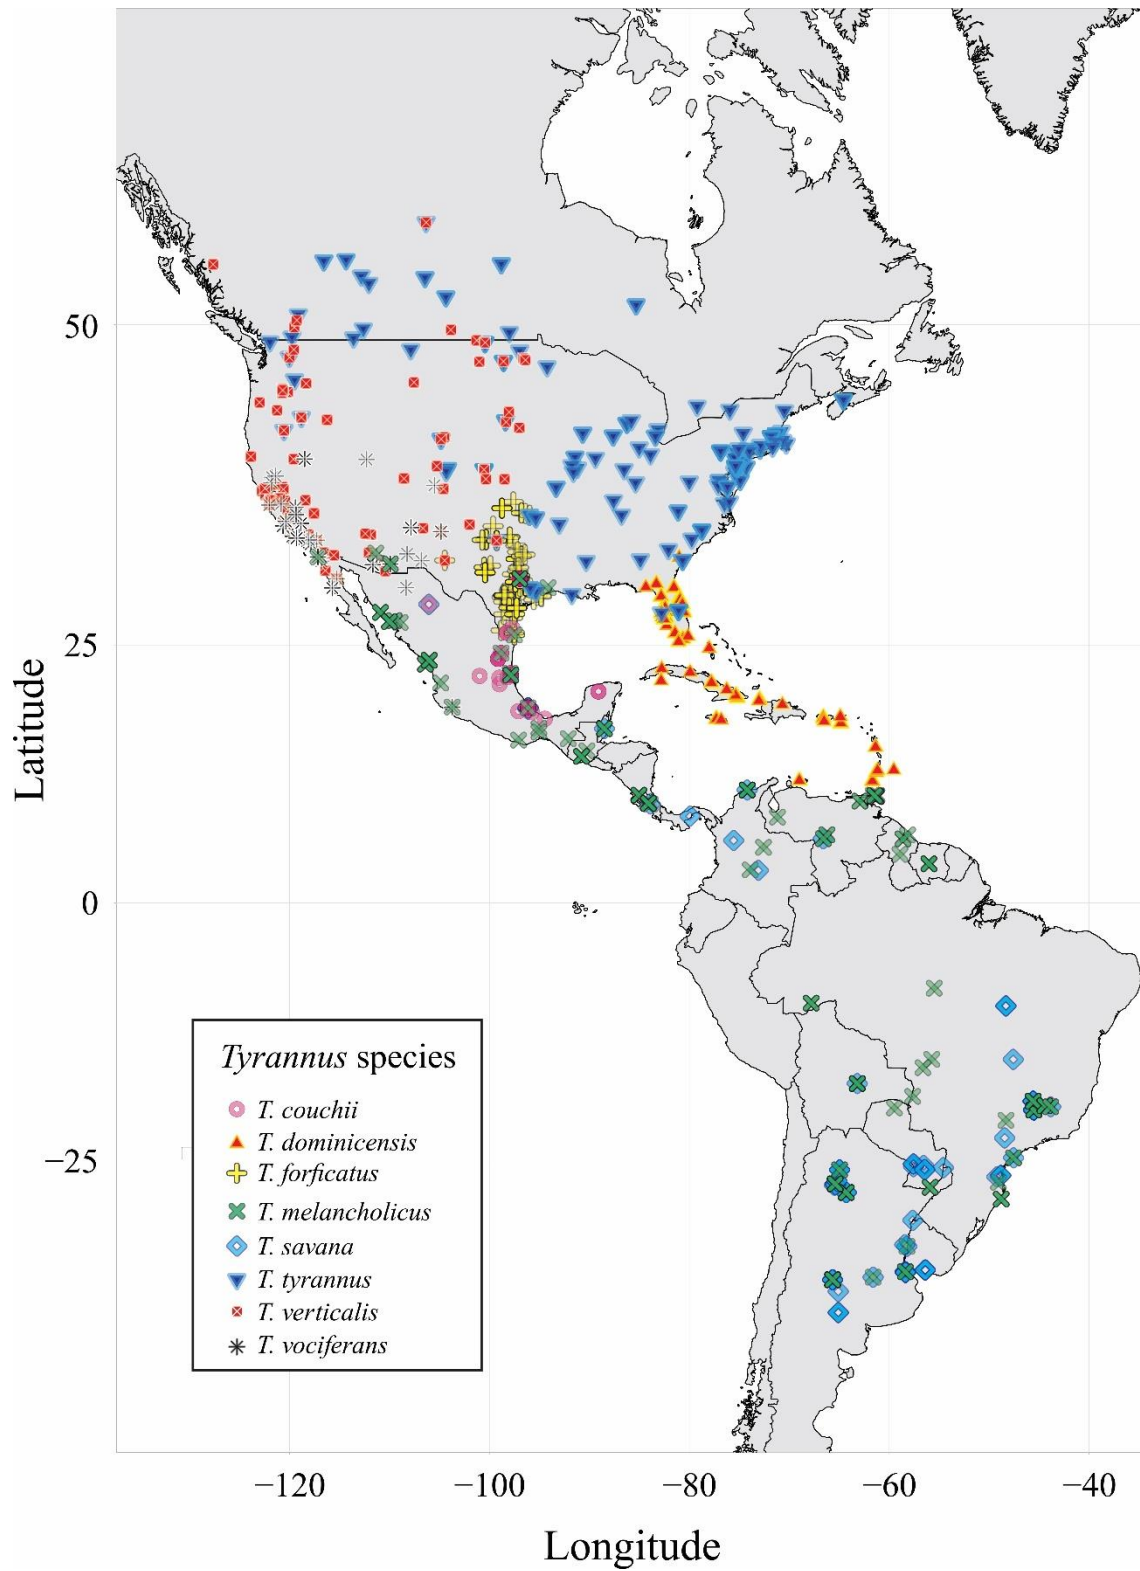 50
25
0
−25
Latitude
Tyrannus species
T. couchii
T. dominicensis
T. forficatus
T. melancholicus
T. savana
T. tyrannus
T. verticalis
T. vociferans
−120
−100
−80
−60
−40
Longitude